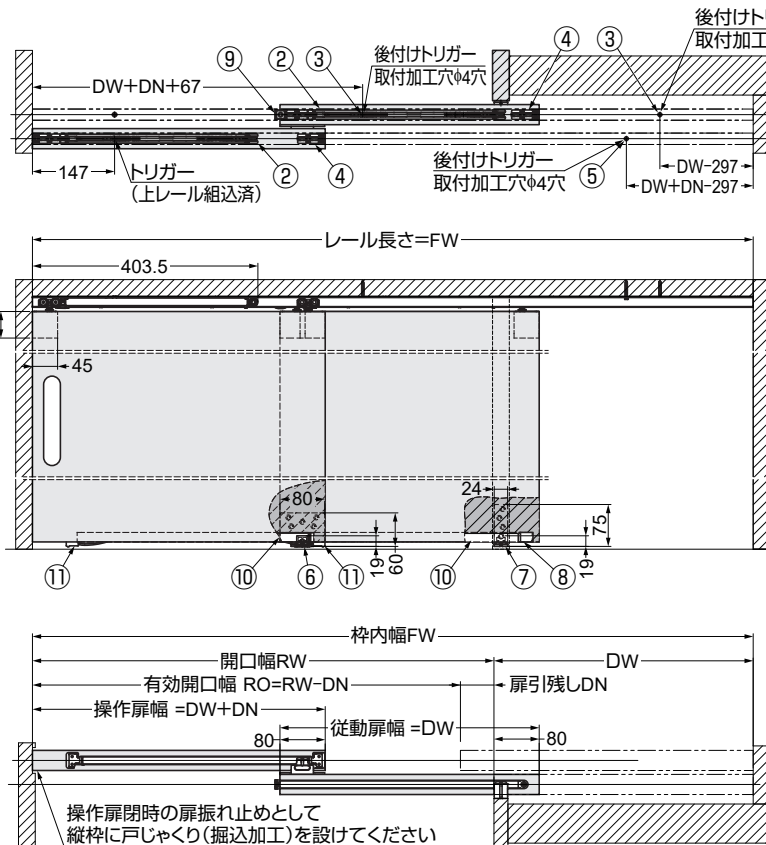 後付けト
取付加工
⑨
②
③
後付けトリガー
取付加工穴φ4穴
④
③
DW+DN+67
147
トリガー
(上レール組込済)
②
④
後付けトリガー
取付加工穴φ4穴
⑤
DW-297
DW+DN-297
レール長さ=FW
403.5
45
80
24
75
19
60
19
⑪
⑩
⑥
⑪
⑩
⑦
⑧
枠内幅FW
開口幅RW
DW
有効開口幅 RO=RW-DN
扉引残しDN
操作扉幅 =DW+DN
従動扉幅 =DW
80
80
操作扉閉時の扉振れ止めとして
縦枠に戸じゃくり(掘込加工)を設けてください